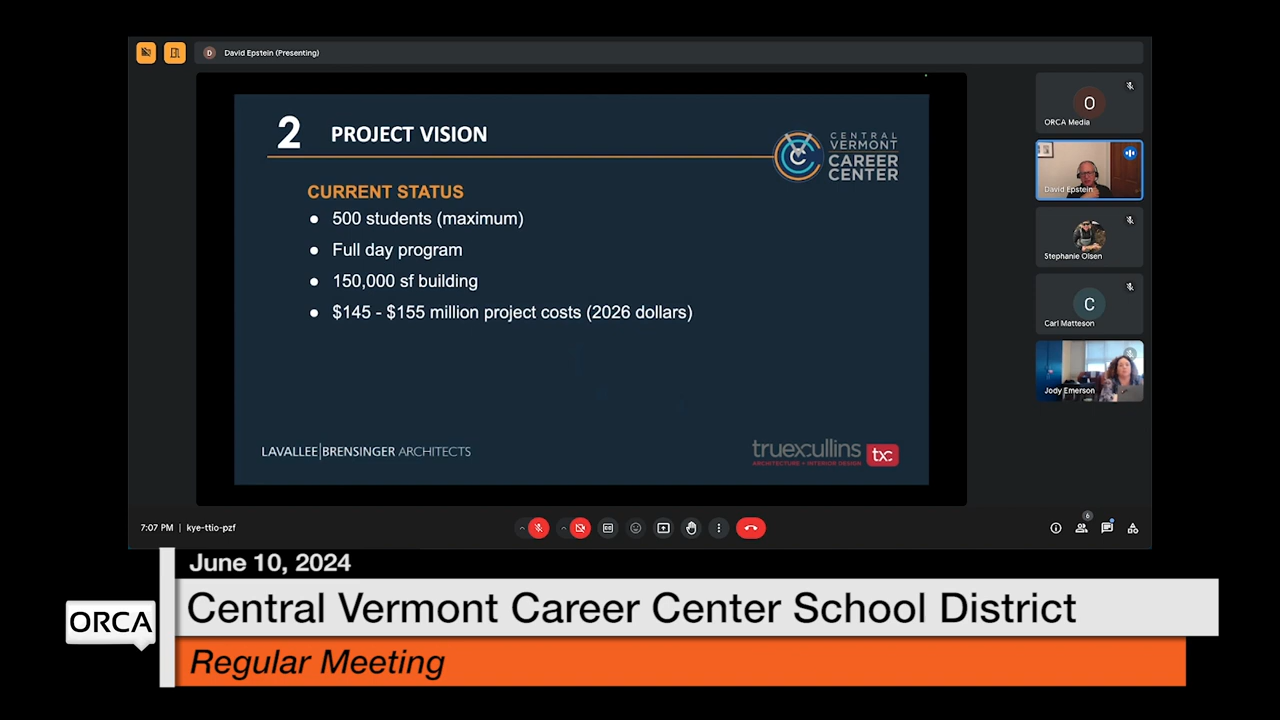 D David Epstein (Presenting)
2 PROJECT VISION
CENTRAL
VERMONT
CAREER
CENTER
CURRENT STATUS
● 500 students (maximum)
● Full day program
● 150,000 sf building
● $145 - $155 million project costs (2026 dollars)
LAVALLEE|BRENSINGER ARCHITECTS
truexcullins
ARCHITECTURE + INTERIOR DESIGN
txc
O
ORCA Media
David Epstein
Stephanie Olsen
C
Carl Matteson
Jody Emerson
7:07 PM | kye-ttio-pzf
6
June 10, 2024
ORCA
Central Vermont Career Center School District
Regular Meeting